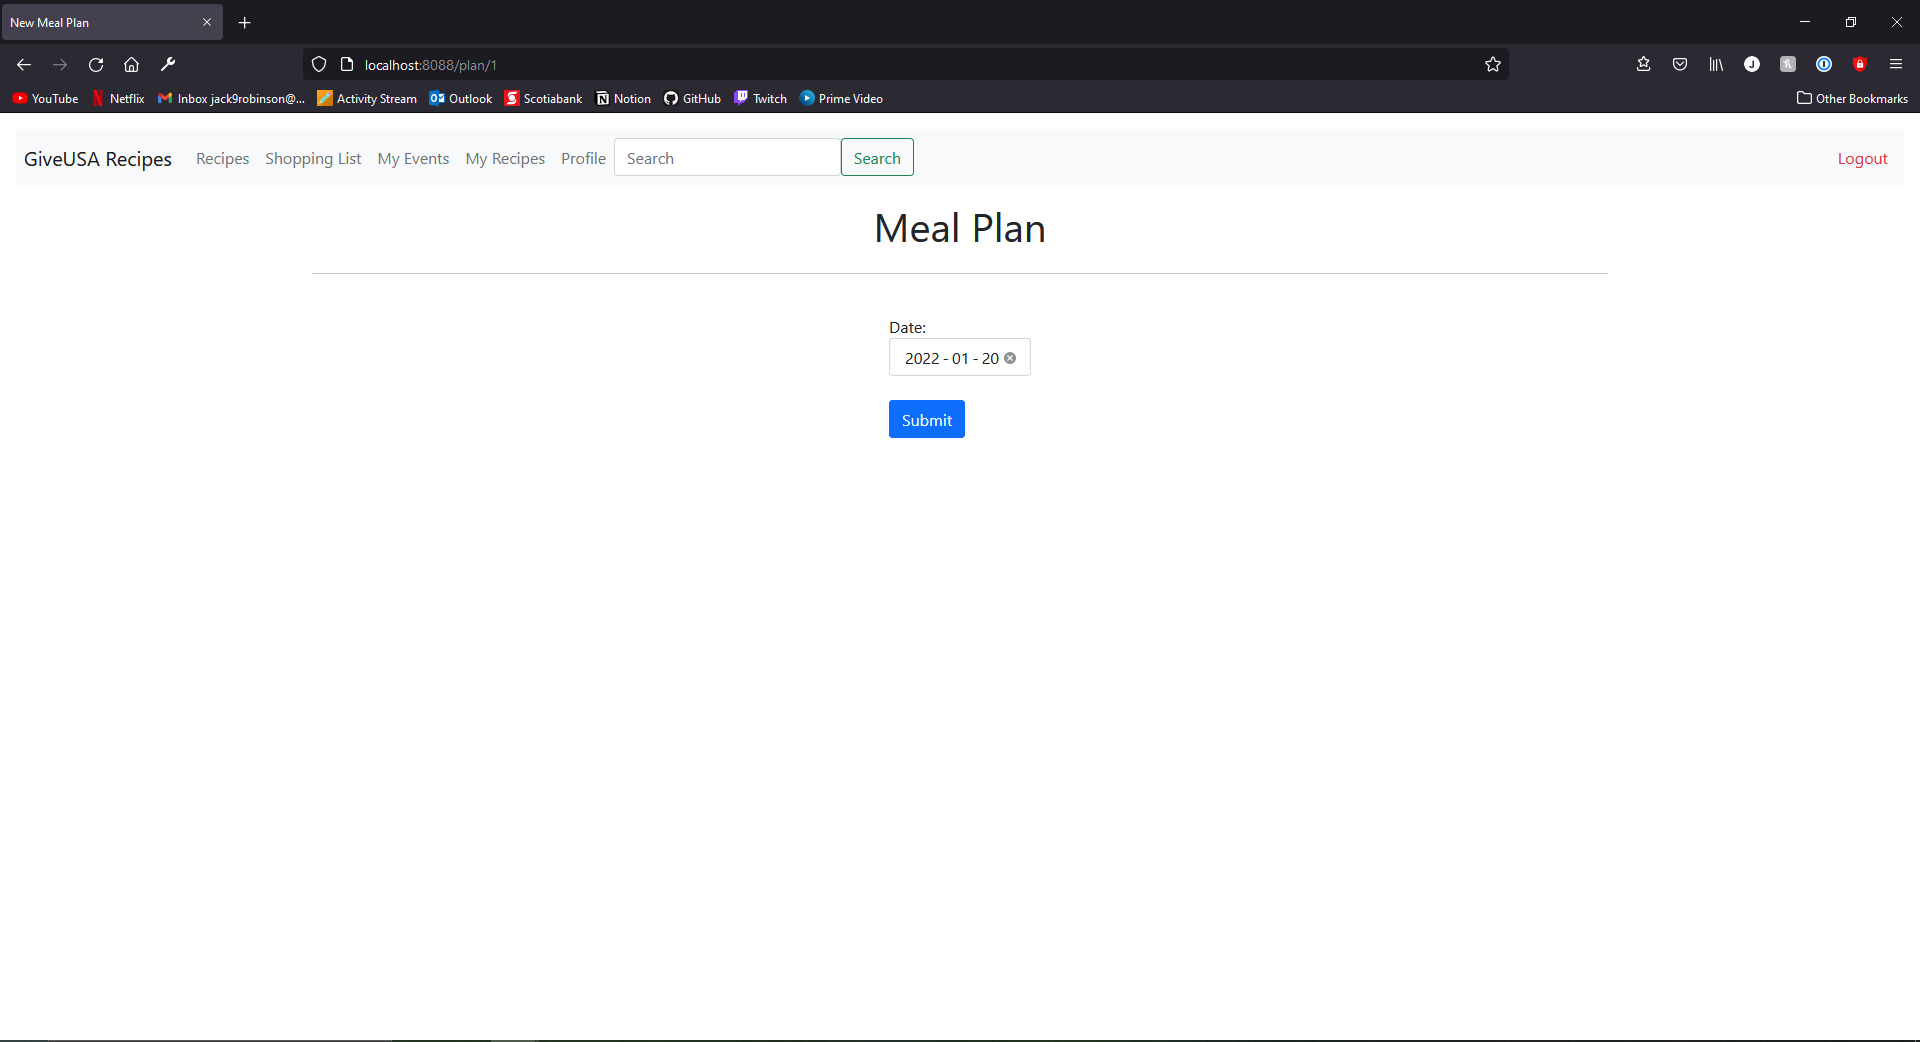 New Meal Plan
localhost:8088/plan/1
YouTube Netflix Inbox jack9robinson@... Activity Stream Outlook Scotiabank Notion GitHub Twitch Prime Video Other Bookmarks
GiveUSA Recipes Recipes Shopping List My Events My Recipes Profile Search Search Logout
Meal Plan
Date:
2022 - 01 - 20
Submit